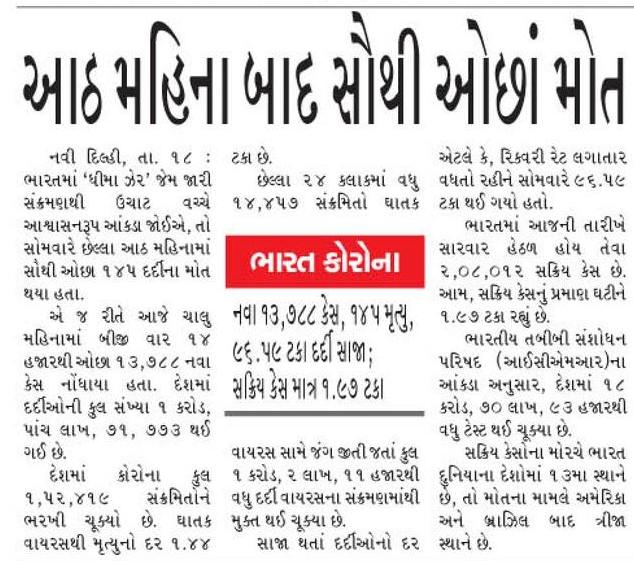 આઠ મહિના બાદ સૌથી ઓછાં મોત
નવી દિલ્હી, તા. ૧૮ :
ભારતમાં 'ધીમા ઝેર' જેમ જારી
સંક્રમણથી ઉચાટ વચ્ચે
આશ્વાસનરૂપ આંકડા જોઈએ, તો
સોમવારે છેલ્લા આઠ મહિનામાં
સૌથી ઓછા ૧૪૫ દર્દીના મોત
થયા હતા.
એ જ રીતે આજે ચાલુ
મહિનામાં બીજી વાર ૧૪
હજારથી ઓછા ૧૩,૭૮૮ નવા
કેસ નોંધાયા હતા. દેશમાં
દર્દીઓની કુલ સંખ્યા ૧ કરોડ,
પાંચ લાખ, ૭૧, ૭૭૩ થઈ
ગઈ છે.
દેશમાં કોરોના કુલ
૧,૫૨,૪૧૯ સંક્રમિતોને
ભરખી ચૂક્યો છે. ઘાતક
વાયરસથી મૃત્યુનો દર ૧.૪૪
ટકા છે.
છેલ્લા ૨૪ કલાકમાં વધુ
૧૪,૪૫૭ સંક્રમિતો ઘાતક
ભારત કોરોના
નવા ૧૩,૭૮૮ કેસ, ૧૪૫ મૃત્યુ,
૯૬.૫૯ ટકા દર્દી સાજા;
સક્રિય કેસ માત્ર ૧.૯૭ ટકા
વાયરસ સામે જંગ જીતી જતાં કુલ
૧ કરોડ, ૨ લાખ, ૧૧ હજારથી
વધુ દર્દી વાયરસના સંક્રમણમાંથી
મુક્ત થઈ ચૂક્યા છે.
સાજા થતાં દર્દીઓનો દર
એટલે કે, રિકવરી રેટ લગાતાર
વધતો રહીને સોમવારે ૯૬.૫૯
ટકા થઈ ગયો હતો.
ભારતમાં આજની તારીખે
સારવાર હેઠળ હોય તેવા
૨,૦૮,૦૧૨ સક્રિય કેસ છે.
આમ, સક્રિય કેસનું પ્રમાણ ઘટીને
૧.૯૭ ટકા રહ્યું છે.
ભારતીય તબીબી સંશોધન
પરિષદ (આઈસીએમઆર)ના
આંકડા અનુસાર, દેશમાં ૧૮
કરોડ, ૭૦ લાખ, ૯૩ હજારથી
વધુ ટેસ્ટ થઈ ચૂક્યા છે.
સક્રિય કેસોના મોરચે ભારત
દુનિયાના દેશોમાં ૧૩મા સ્થાને
છે, તો મોતના મામલે અમેરિકા
અને બ્રાઝિલ બાદ ત્રીજા
સ્થાને છે.